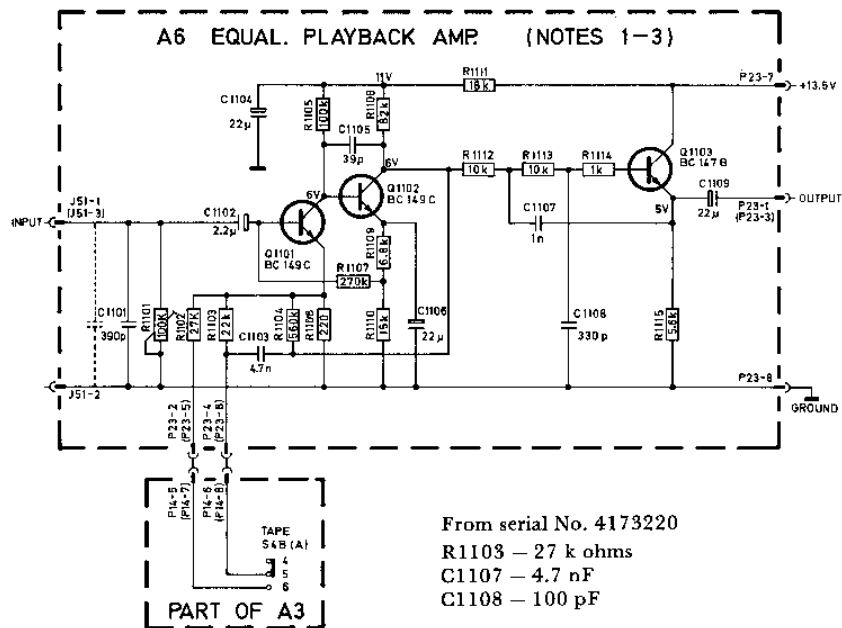 A6 EQUAL. PLAYBACK AMP. (NOTES 1-3)
11V
R1111
18k
P23-7
+13.5V
C1104
22µ
R1105
100k
R1108
82k
C1105
39p
6V
Q1102
BC 149C
R1112
10k
R1113
10k
R1114
1k
Q1103
BC 147B
C1109
22µ
OUTPUT
P23-1
(P23-3)
5V
J51-1
(J51-3)
INPUT
C1102
2.2µ
6V
Q1101
BC 149C
R1109
6.8k
R1107
270k
C1107
1n
C1101
390p
R1101
100K
R1102
27K
R1103
22k
C1103
4.7n
R1104
560k
R1106
220
R1110
15k
C1106
22µ
C1108
330p
R1115
5.6k
J51-2
P23-8
GROUND
P23-2
(P23-5)
P23-4
(P23-6)
P14-5
(P14-7)
P14-6
(P14-8)
TAPE
S4B (A)
4
5
6
PART OF A3
From serial No. 4173220
R1103 – 27 k ohms
C1107 – 4.7 nF
C1108 – 100 pF